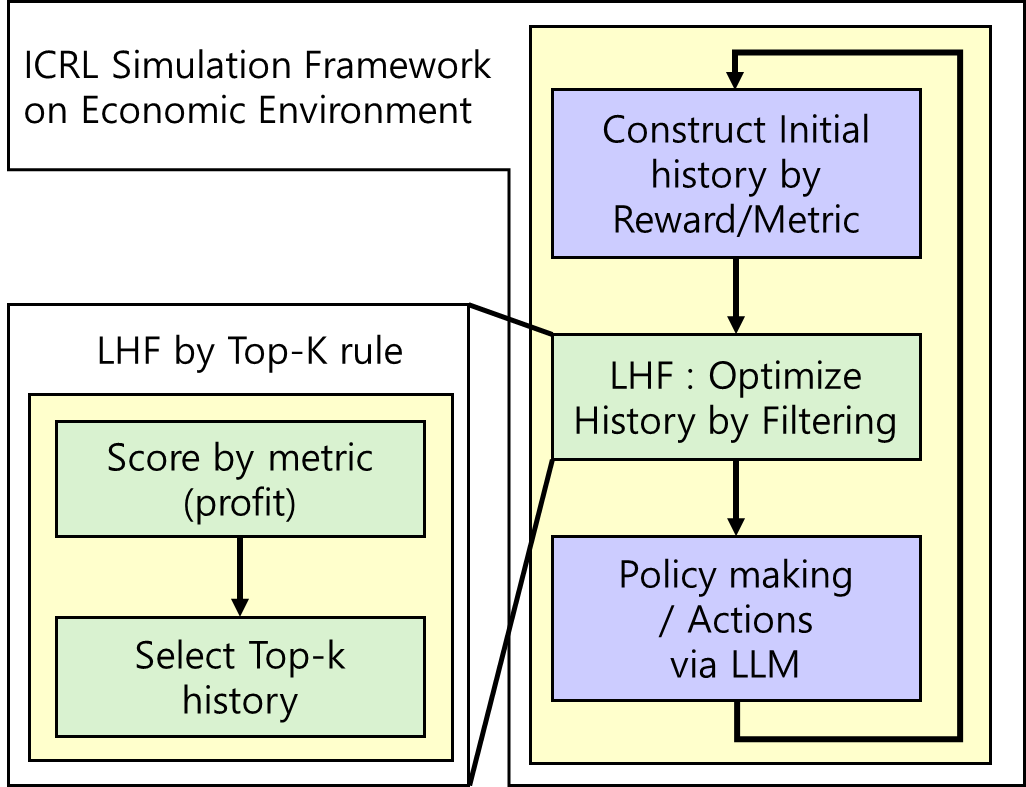 ICRL Simulation Framework
on Economic Environment
Construct Initial
history by
Reward/Metric
LHF : Optimize
History by Filtering
Policy making
/ Actions
via LLM
LHF by Top-K rule
Score by metric
(profit)
Select Top-k
history